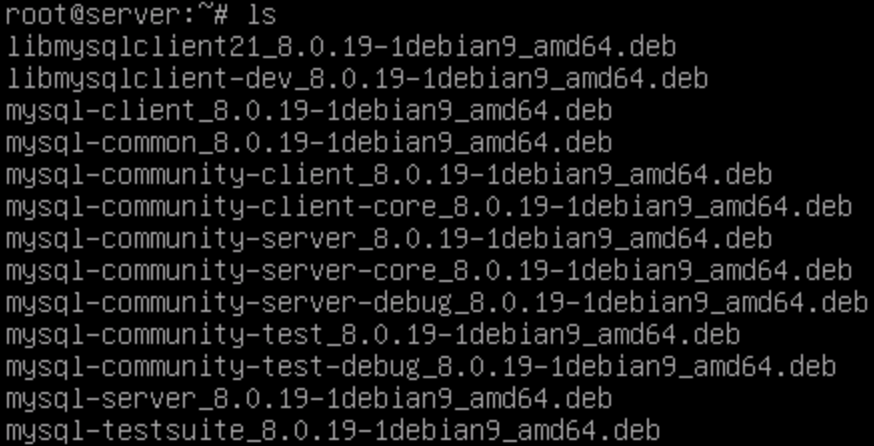 root@server:~# ls
libmysqlclient21_8.0.19-1debian9_amd64.deb
libmysqlclient-dev_8.0.19-1debian9_amd64.deb
mysql-client_8.0.19-1debian9_amd64.deb
mysql-common_8.0.19-1debian9_amd64.deb
mysql-community-client_8.0.19-1debian9_amd64.deb
mysql-community-client-core_8.0.19-1debian9_amd64.deb
mysql-community-server_8.0.19-1debian9_amd64.deb
mysql-community-server-core_8.0.19-1debian9_amd64.deb
mysql-community-server-debug_8.0.19-1debian9_amd64.deb
mysql-community-test_8.0.19-1debian9_amd64.deb
mysql-community-test-debug_8.0.19-1debian9_amd64.deb
mysql-server_8.0.19-1debian9_amd64.deb
mysql-testsuite_8.0.19-1debian9_amd64.deb